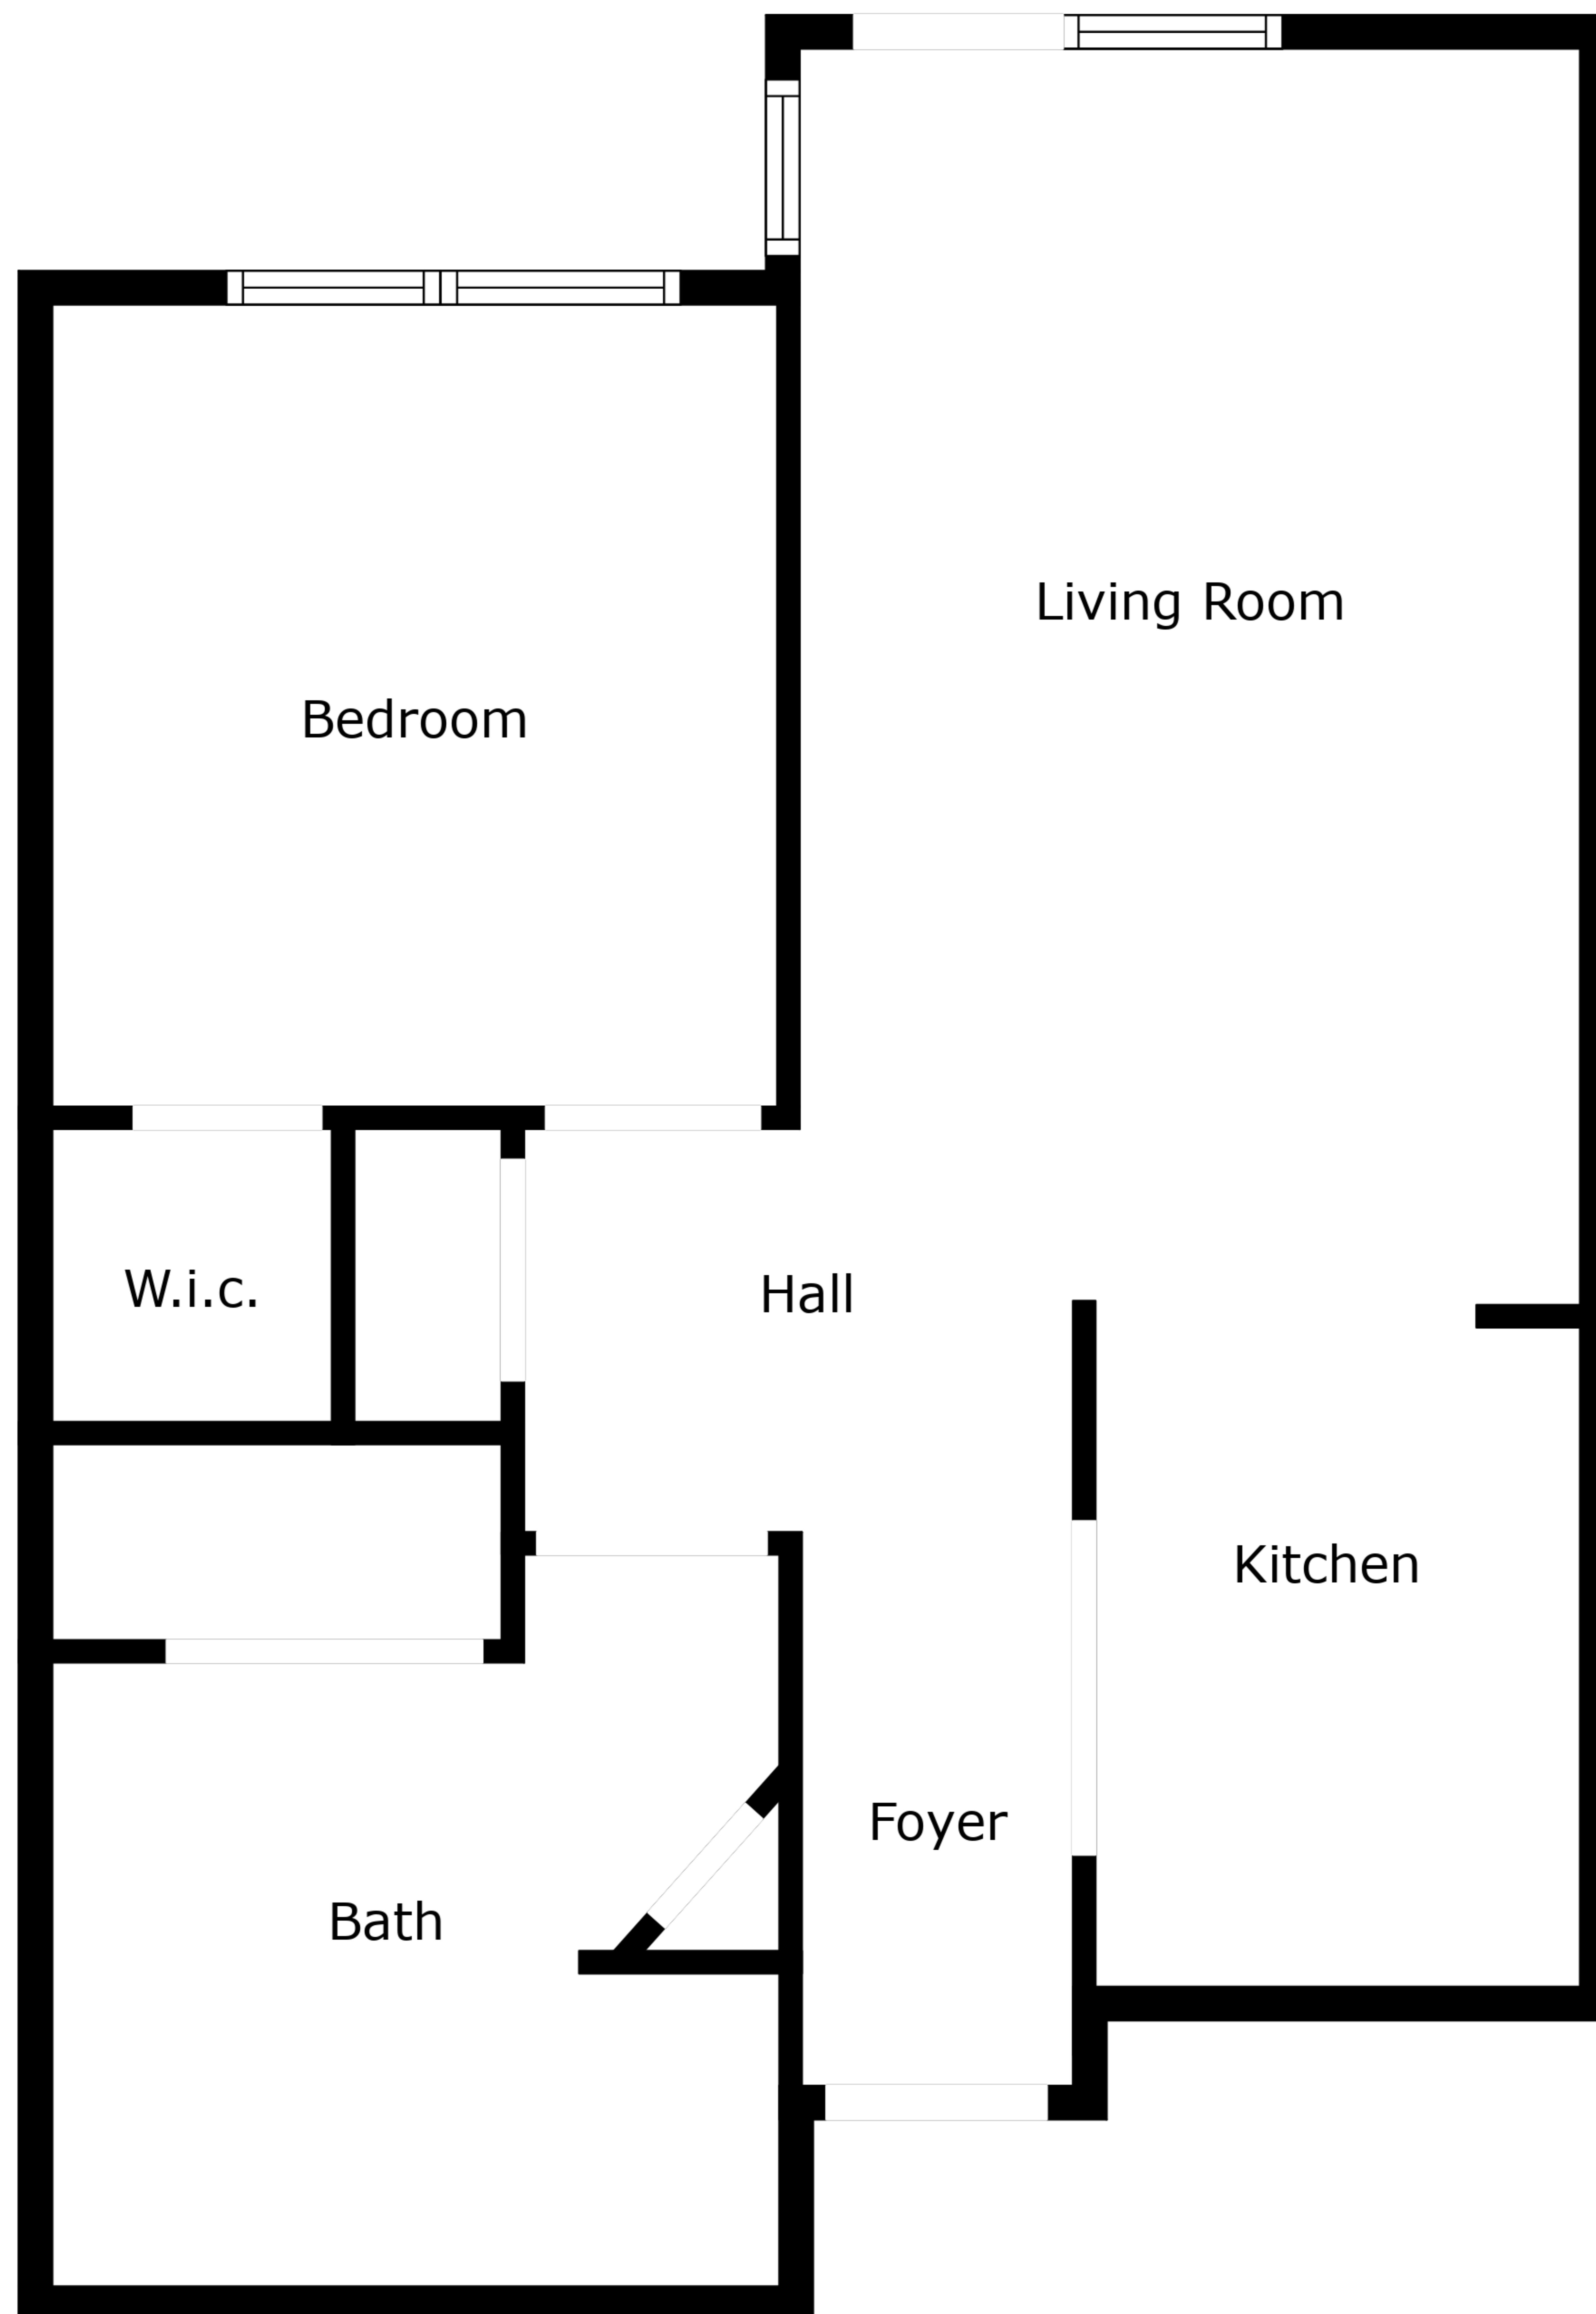 Living Room
Bedroom
W.i.c.
Hall
Kitchen
Foyer
Bath